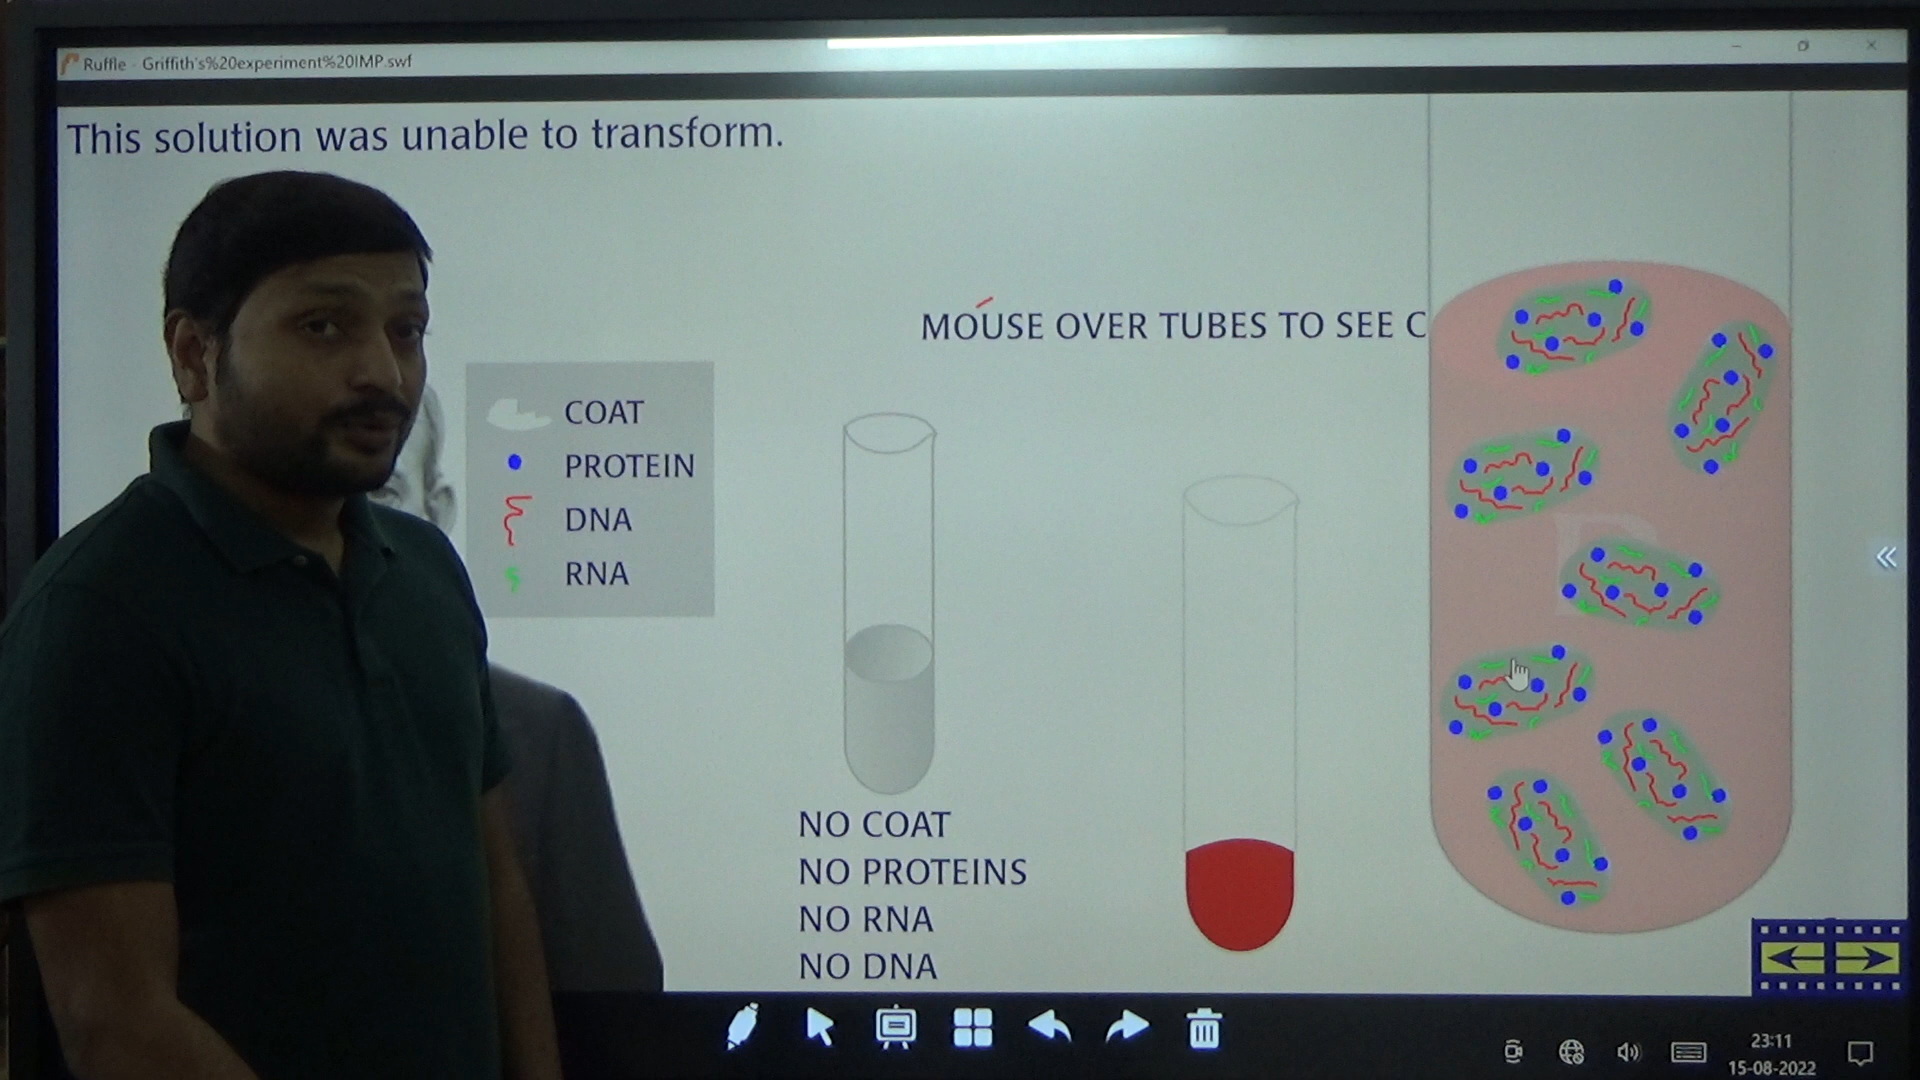 Ruffle - Griffith's%20experiment%20IMP.swf
This solution was unable to transform.
MOUSE OVER TUBES TO SEE C
COAT
PROTEIN
DNA
RNA
NO COAT
NO PROTEINS
NO RNA
NO DNA
23:11
15-08-2022